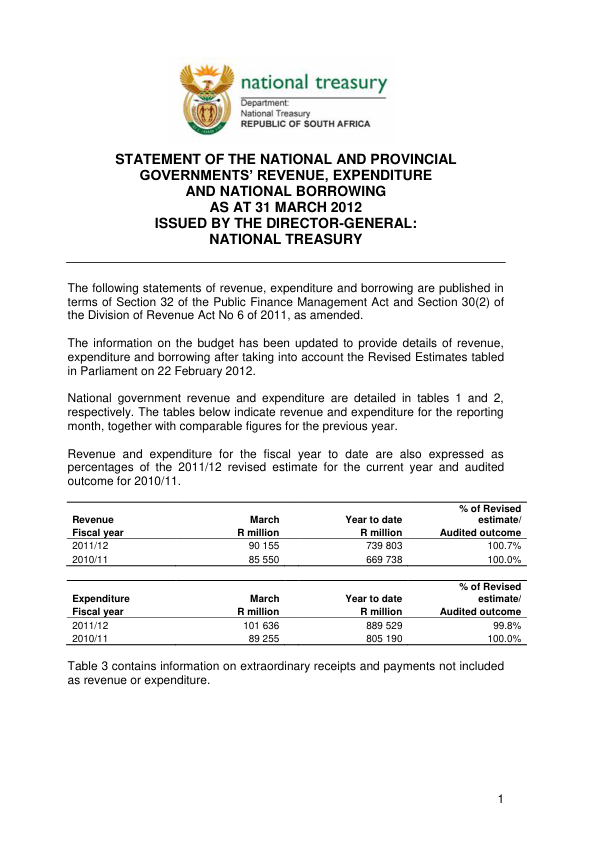 national treasury
Department:
National Treasury
REPUBLIC OF SOUTH AFRICA
STATEMENT OF THE NATIONAL AND PROVINCIAL
GOVERNMENTS' REVENUE, EXPENDITURE
AND NATIONAL BORROWING
AS AT 31 MARCH 2012
ISSUED BY THE DIRECTOR-GENERAL:
NATIONAL TREASURY
The following statements of revenue, expenditure and borrowing are published in
terms of Section 32 of the Public Finance Management Act and Section 30(2) of
the Division of Revenue Act No 6 of 2011, as amended.
The information on the budget has been updated to provide details of revenue,
expenditure and borrowing after taking into account the Revised Estimates tabled
in Parliament on 22 February 2012.
National government revenue and expenditure are detailed in tables 1 and 2,
respectively. The tables below indicate revenue and expenditure for the reporting
month, together with comparable figures for the previous year.
Revenue and expenditure for the fiscal year to date are also expressed as
percentages of the 2011/12 revised estimate for the current year and audited
outcome for 2010/11.
% of Revised
Revenue March Year to date estimate/
Fiscal year R million R million Audited outcome
2011/12 90 155 739 803 100.7%
2010/11 85 550 669 738 100.0%
% of Revised
Expenditure March Year to date estimate/
Fiscal year R million R million Audited outcome
2011/12 101 636 889 529 99.8%
2010/11 89 255 805 190 100.0%
Table 3 contains information on extraordinary receipts and payments not included
as revenue or expenditure.
1